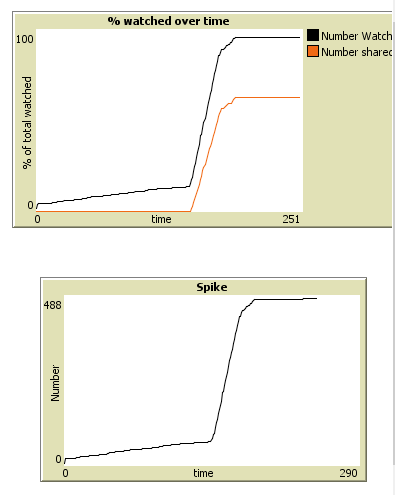 % watched over time
100
Number Watch
Number shared
% of total watched
0
0
time
251
Spike
488
Number
0
0
time
290